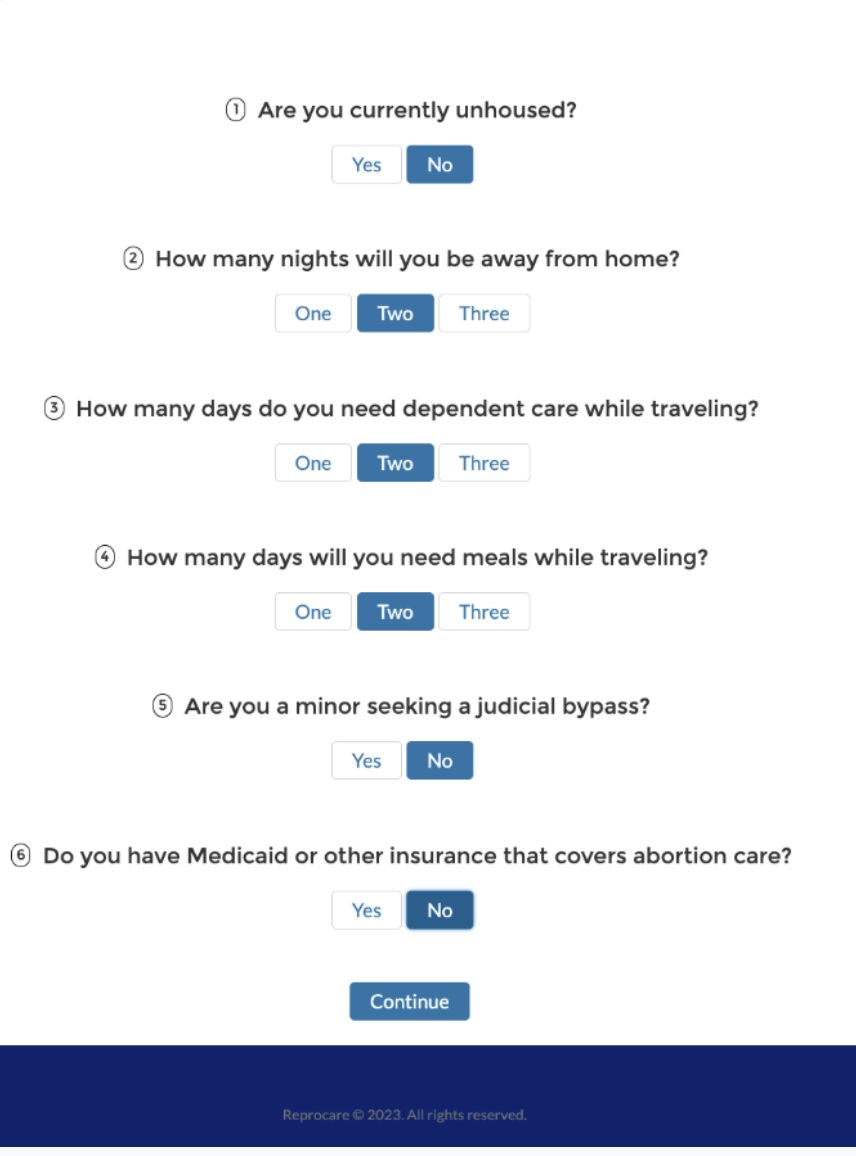 ① Are you currently unhoused?
Yes No
② How many nights will you be away from home?
One Two Three
③ How many days do you need dependent care while traveling?
One Two Three
④ How many days will you need meals while traveling?
One Two Three
⑤ Are you a minor seeking a judicial bypass?
Yes No
⑥ Do you have Medicaid or other insurance that covers abortion care?
Yes No
Continue
Reprocare © 2023. All rights reserved.